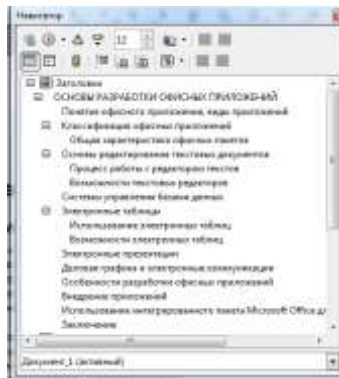 Навигатор
12
Заголовки
ОСНОВЫ РАЗРАБОТКИ ОФИСНЫХ ПРИЛОЖЕНИЙ
Понятие офисного приложения, виды приложений
Классификация офисных приложений
Общая характеристика офисных пакетов
Основы редактирования текстовых документов
Процесс работы с редактором текстов
Возможности текстовых редакторов
Системы управления базами данных
Электронные таблицы
Использование электронных таблиц
Возможности электронных таблиц
Электронные презентации
Деловая графика и электронные коммуникации
Особенности разработки офисных приложений
Внедрение приложений
Использование интегрированного пакета Microsoft Office д
Заключение
Документ_1 (активный)